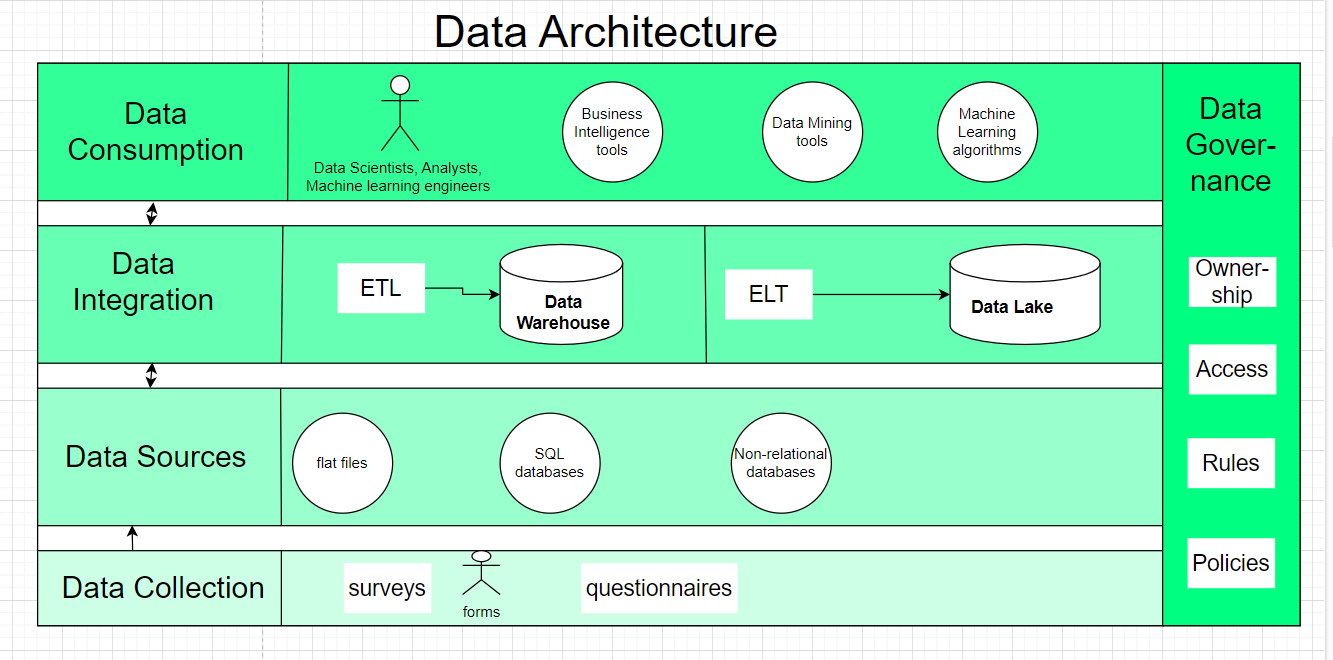 Data Architecture
Data
Consumption
Data Scientists, Analysts,
Machine learning engineers
Business
Intelligence
tools
Data Mining
tools
Machine
Learning
algorithms
Data
Integration
ETL
Data
Warehouse
ELT
Data Lake
Data Sources
flat files
SQL
databases
Non-relational
databases
Data Collection
surveys
forms
questionnaires
Data
Gover-
nance
Owner-
ship
Access
Rules
Policies